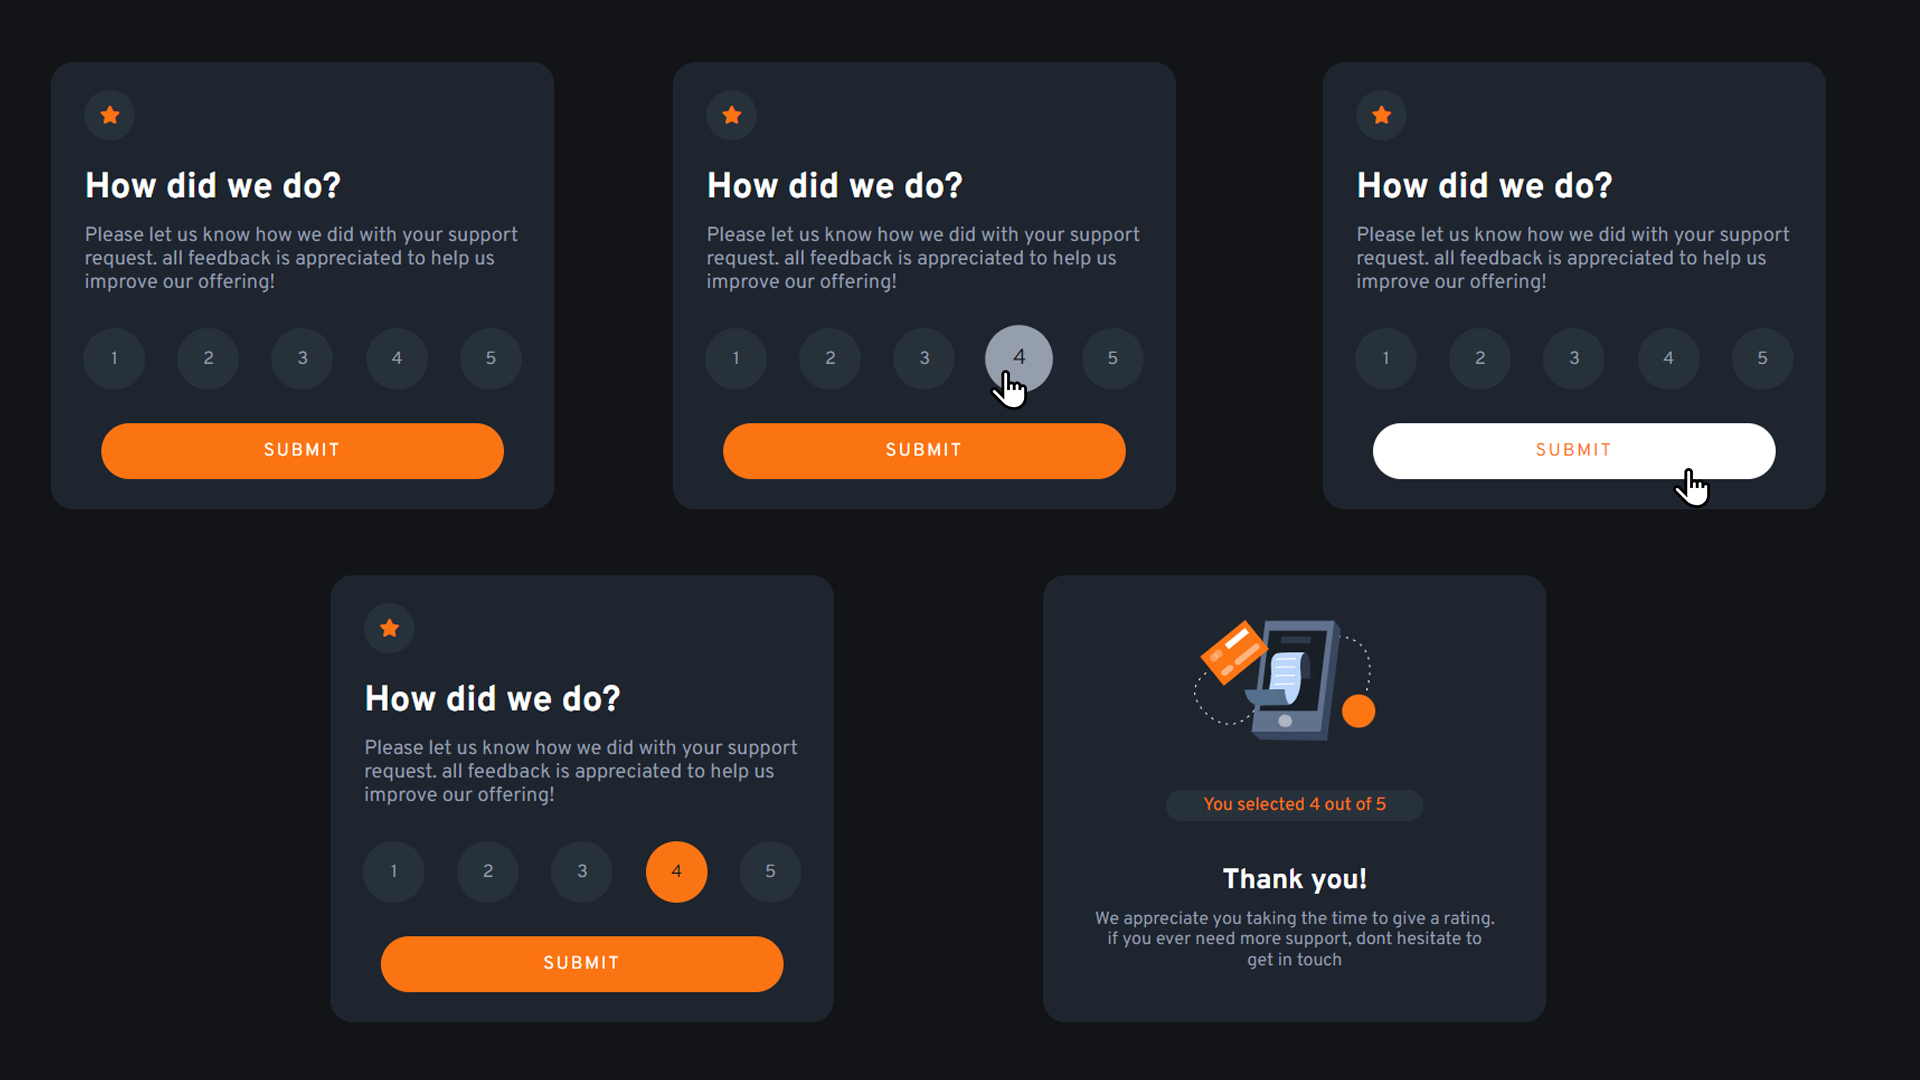 How did we do?
Please let us know how we did with your support
request. all feedback is appreciated to help us
improve our offering!
1 2 3 4 5
SUBMIT
How did we do?
Please let us know how we did with your support
request. all feedback is appreciated to help us
improve our offering!
1 2 3 4 5
SUBMIT
How did we do?
Please let us know how we did with your support
request. all feedback is appreciated to help us
improve our offering!
1 2 3 4 5
SUBMIT
How did we do?
Please let us know how we did with your support
request. all feedback is appreciated to help us
improve our offering!
1 2 3 4 5
SUBMIT
You selected 4 out of 5
Thank you!
We appreciate you taking the time to give a rating.
if you ever need more support, dont hesitate to
get in touch